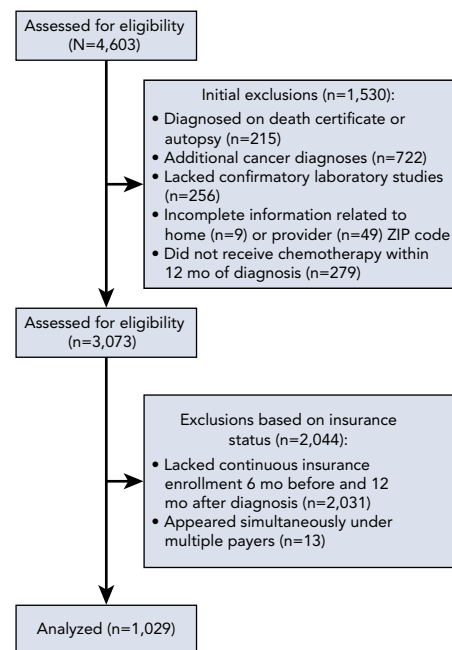 Assessed for eligibility
(N=4,603)
Initial exclusions (n=1,530):
• Diagnosed on death certificate or
autopsy (n=215)
• Additional cancer diagnoses (n=722)
• Lacked confirmatory laboratory studies
(n=256)
• Incomplete information related to
home (n=9) or provider (n=49) ZIP code
• Did not receive chemotherapy within
12 mo of diagnosis (n=279)
Assessed for eligibility
(n=3,073)
Exclusions based on insurance
status (n=2,044):
• Lacked continuous insurance
enrollment 6 mo before and 12
mo after diagnosis (n=2,031)
• Appeared simultaneously under
multiple payers (n=13)
Analyzed (n=1,029)